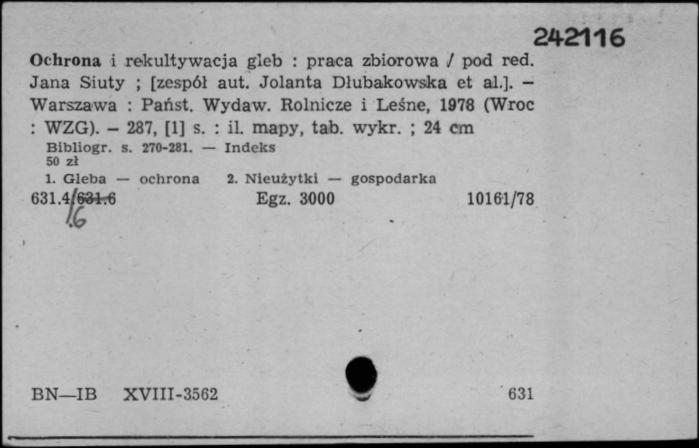 242116
Ochrona i rekultywacja gleb : praca zbiorowa / pod red.
Jana Siuty ; [zespół aut. Jolanta Dłubakowska et al.]. —
Warszawa : Państ. Wydaw. Rolnicze i Leśne, 1978 (Wroc
: WZG). — 287, [1] s. : il. mapy, tab. wykr. ; 24 cm
Bibliogr. s. 270-281. — Indeks
50 zł
1. Gleba — ochrona 2. Nieużytki — gospodarka
631.4/631.6 Egz. 3000 10161/78
/.6
BN—IB XVIII-3562 631